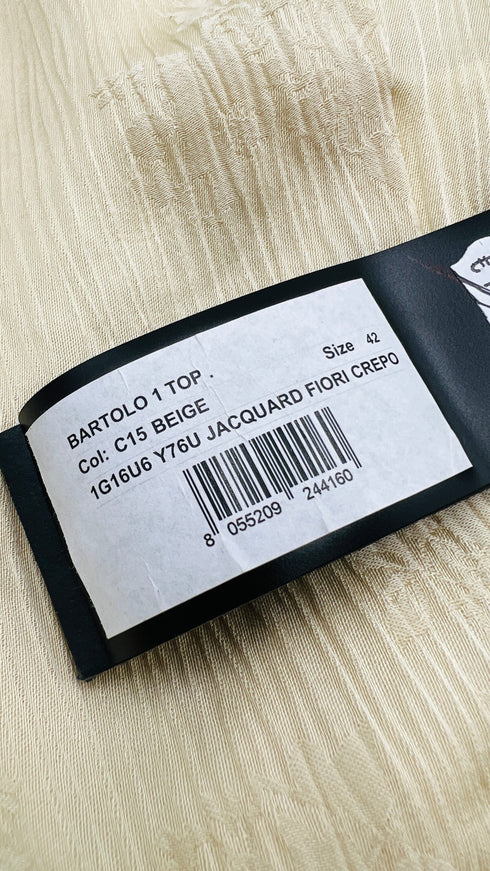 BARTOLO 1 TOP .
Size 42
Col: C15 BEIGE
1G16U6 Y76U JACQUARD FIORI CREPO
8 055209 244160